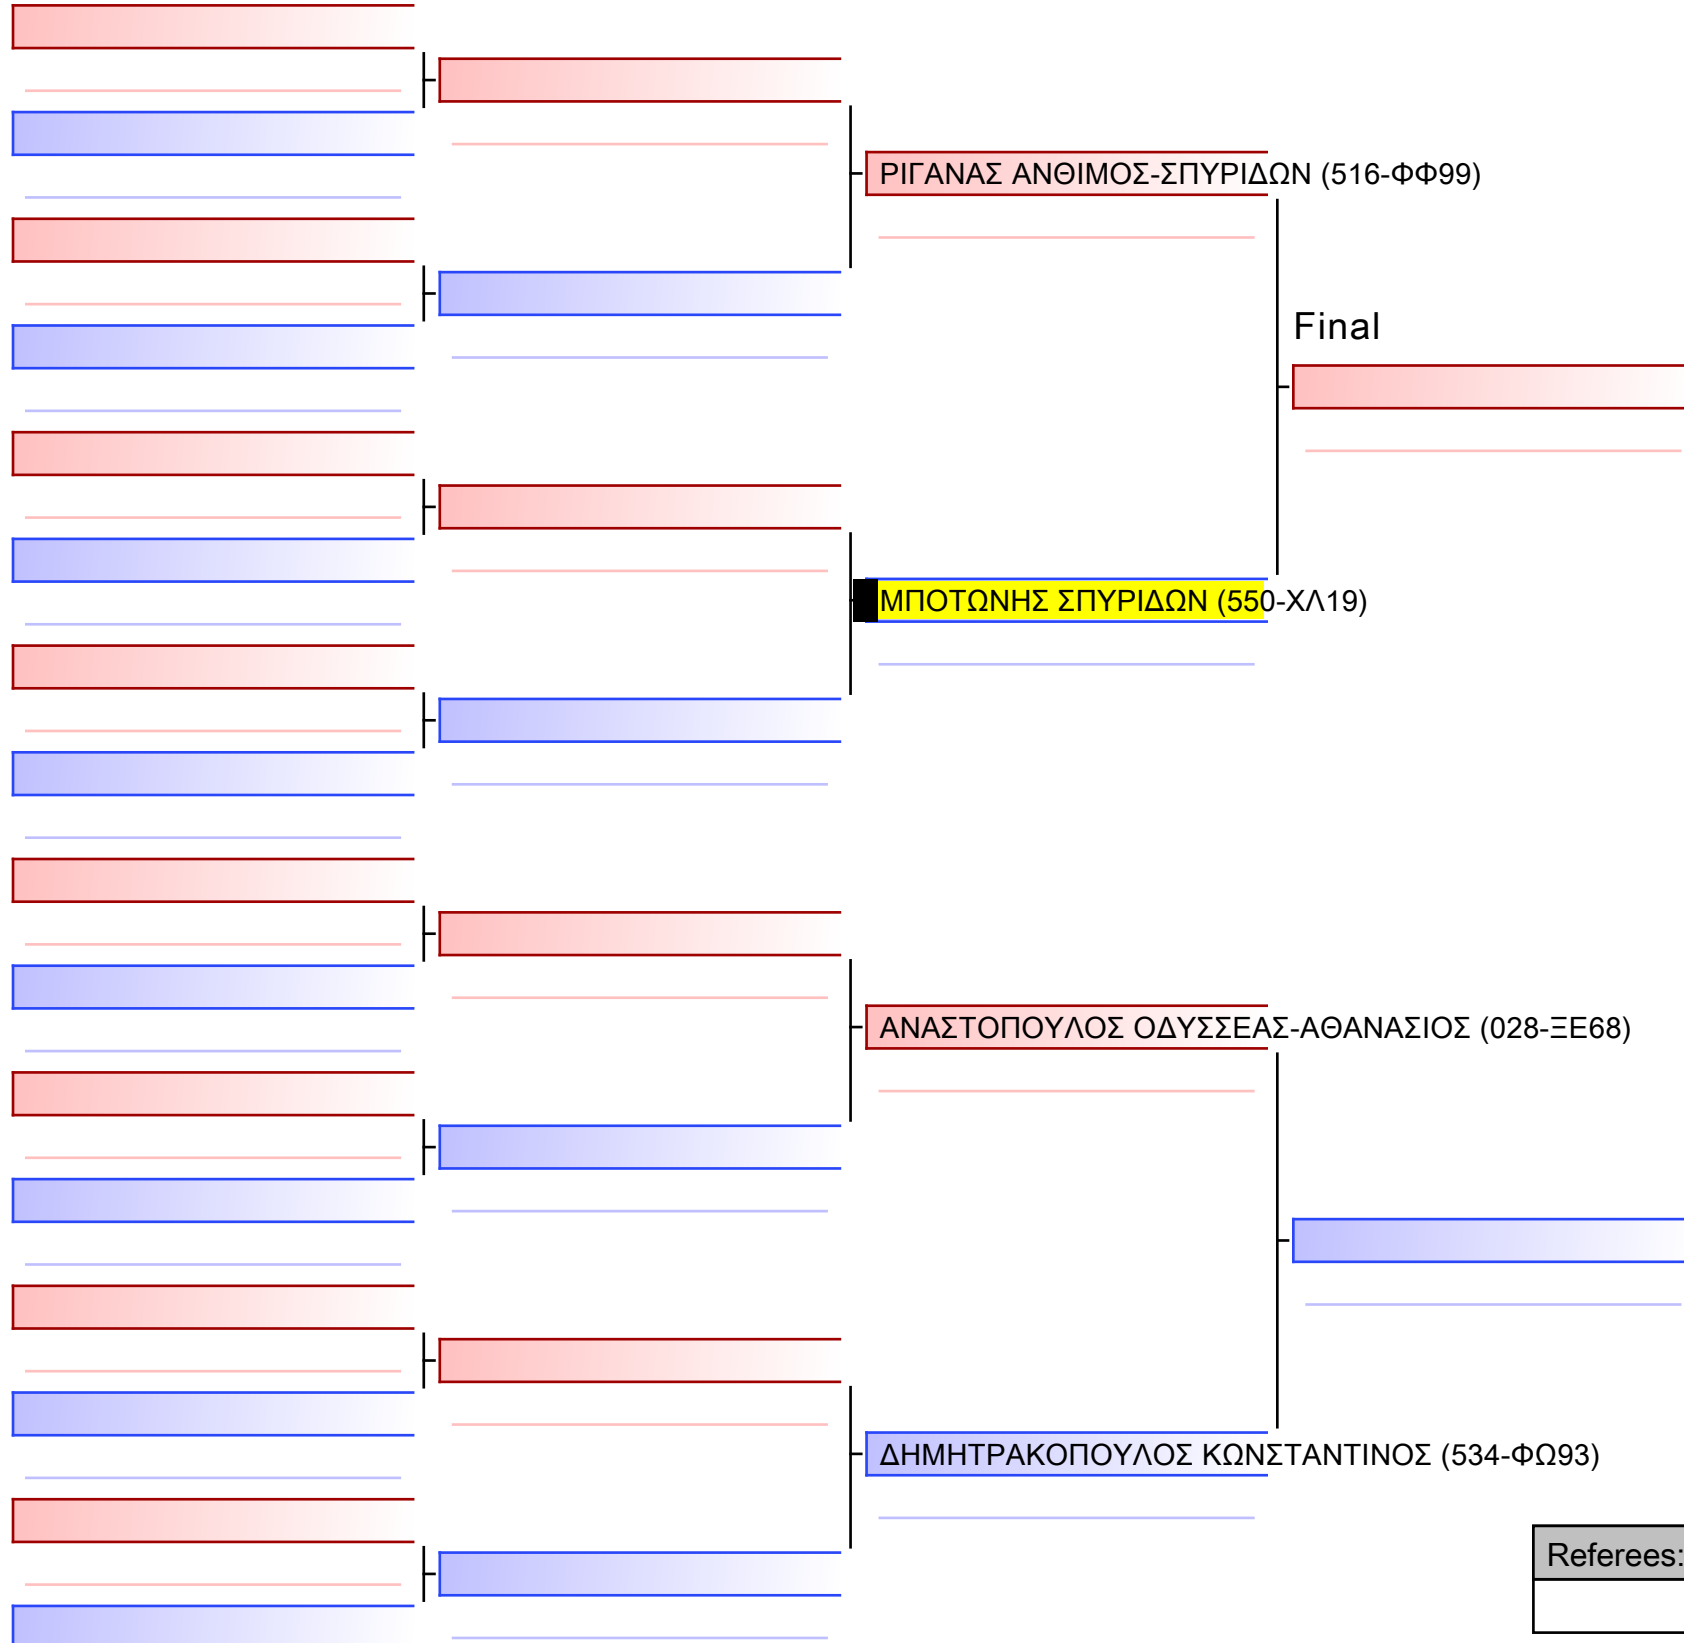 ΡΙΓΑΝΑΣ ΑΝΘΙΜΟΣ-ΣΠΥΡΙΔΩΝ (516-ΦΦ99)
Final
ΜΠΟΤΩΝΗΣ ΣΠΥΡΙΔΩΝ (550-ΧΛ19)
ΑΝΑΣΤΟΠΟΥΛΟΣ ΟΔΥΣΣΕΑΣ-ΑΘΑΝΑΣΙΟΣ (028-ΞΕ68)
ΔΗΜΗΤΡΑΚΟΠΟΥΛΟΣ ΚΩΝΣΤΑΝΤΙΝΟΣ (534-ΦΩ93)
Referees: